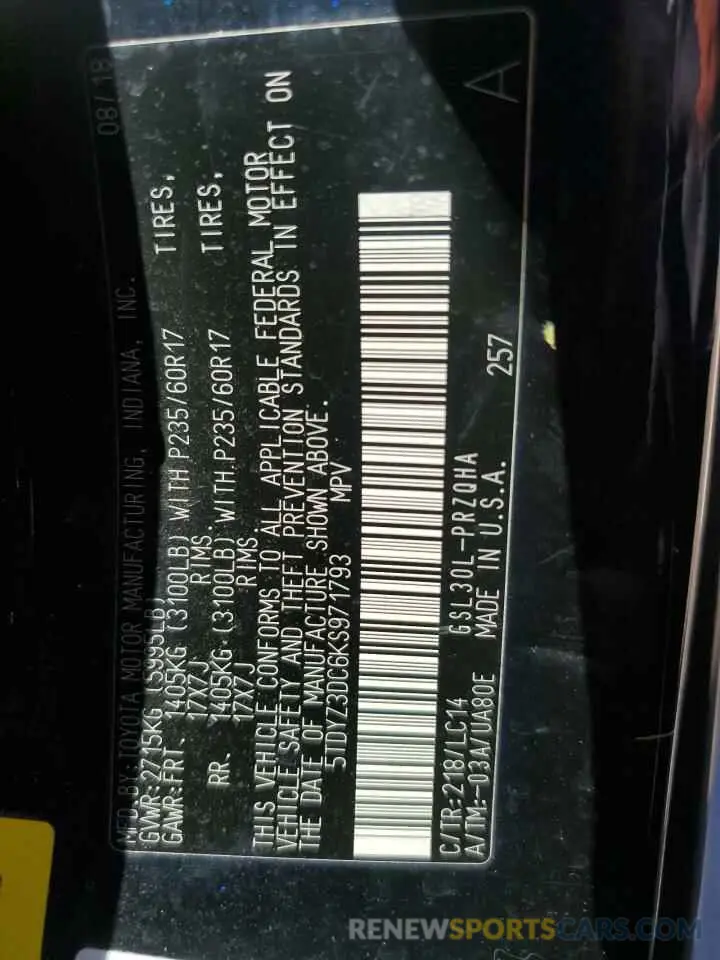 MFD. BY: TOYOTA MOTOR MANUFACTURING, INDIANA, INC. 08/18
GVWR: 2715KG (5995LB)
GAWR: FRT. 1405KG (3100LB) WITH P235/60R17 TIRES,
17X7J RIMS.
RR. 1405KG (3100LB) WITH P235/60R17 TIRES,
17X7J RIMS
THIS VEHICLE CONFORMS TO ALL APPLICABLE FEDERAL MOTOR
VEHICLE SAFETY AND THEFT PREVENTION STANDARDS IN EFFECT ON
THE DATE OF MANUFACTURE SHOWN ABOVE.
5TDYZ3DC6KS971793 MPV
C/TR: 218/LC14 GSL30L-PRZQHA 257
A/TM: -03A/UA80E MADE IN U.S.A. A
RENEWSPORTSCARS.COM